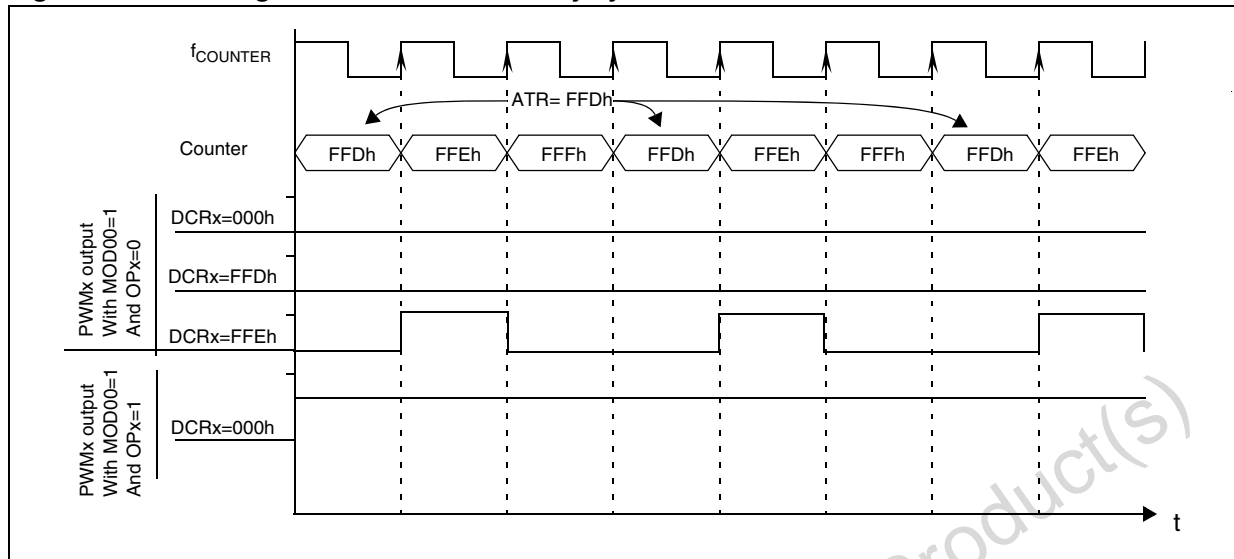 fCOUNTER
ATR= FFDh
Counter
FFDh FFEh FFFh FFDh FFEh FFFh FFDh FFEh
PWMx output
With MOD00=1
And OPx=0
DCRx=000h
DCRx=FFDh
DCRx=FFEh
PWMx output
With MOD00=1
And OPx=1
DCRx=000h
t